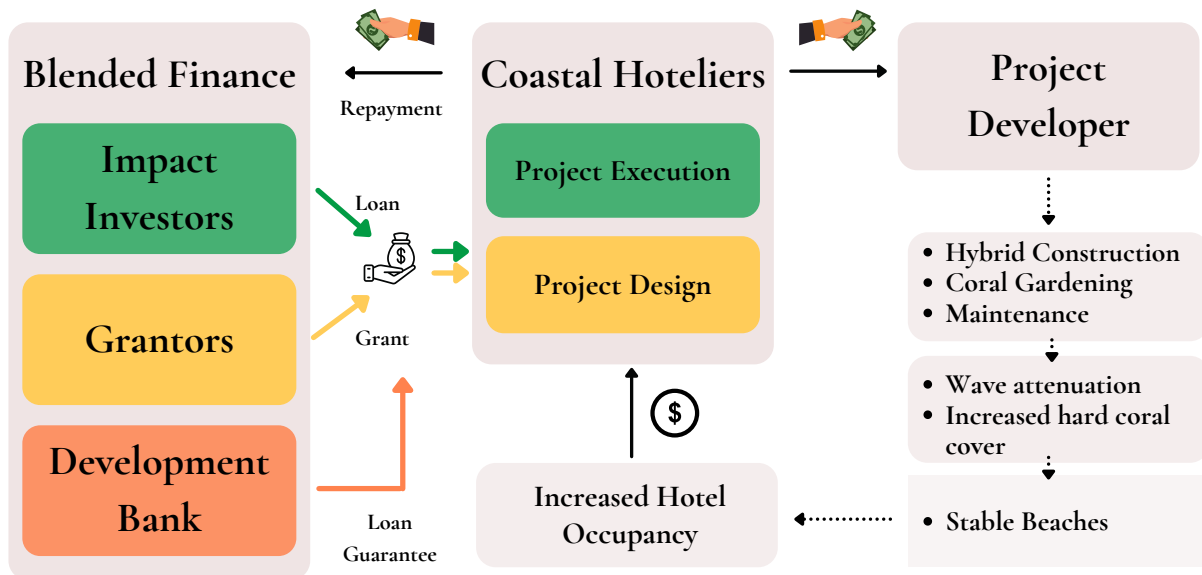 Blended Finance
Impact
Investors
Grantors
Development
Bank
Repayment
Loan
$
Grant
Loan
Guarantee
Coastal Hoteliers
Project Execution
Project Design
$
Increased Hotel
Occupancy
Project
Developer
• Hybrid Construction
• Coral Gardening
• Maintenance
• Wave attenuation
• Increased hard coral
cover
• Stable Beaches